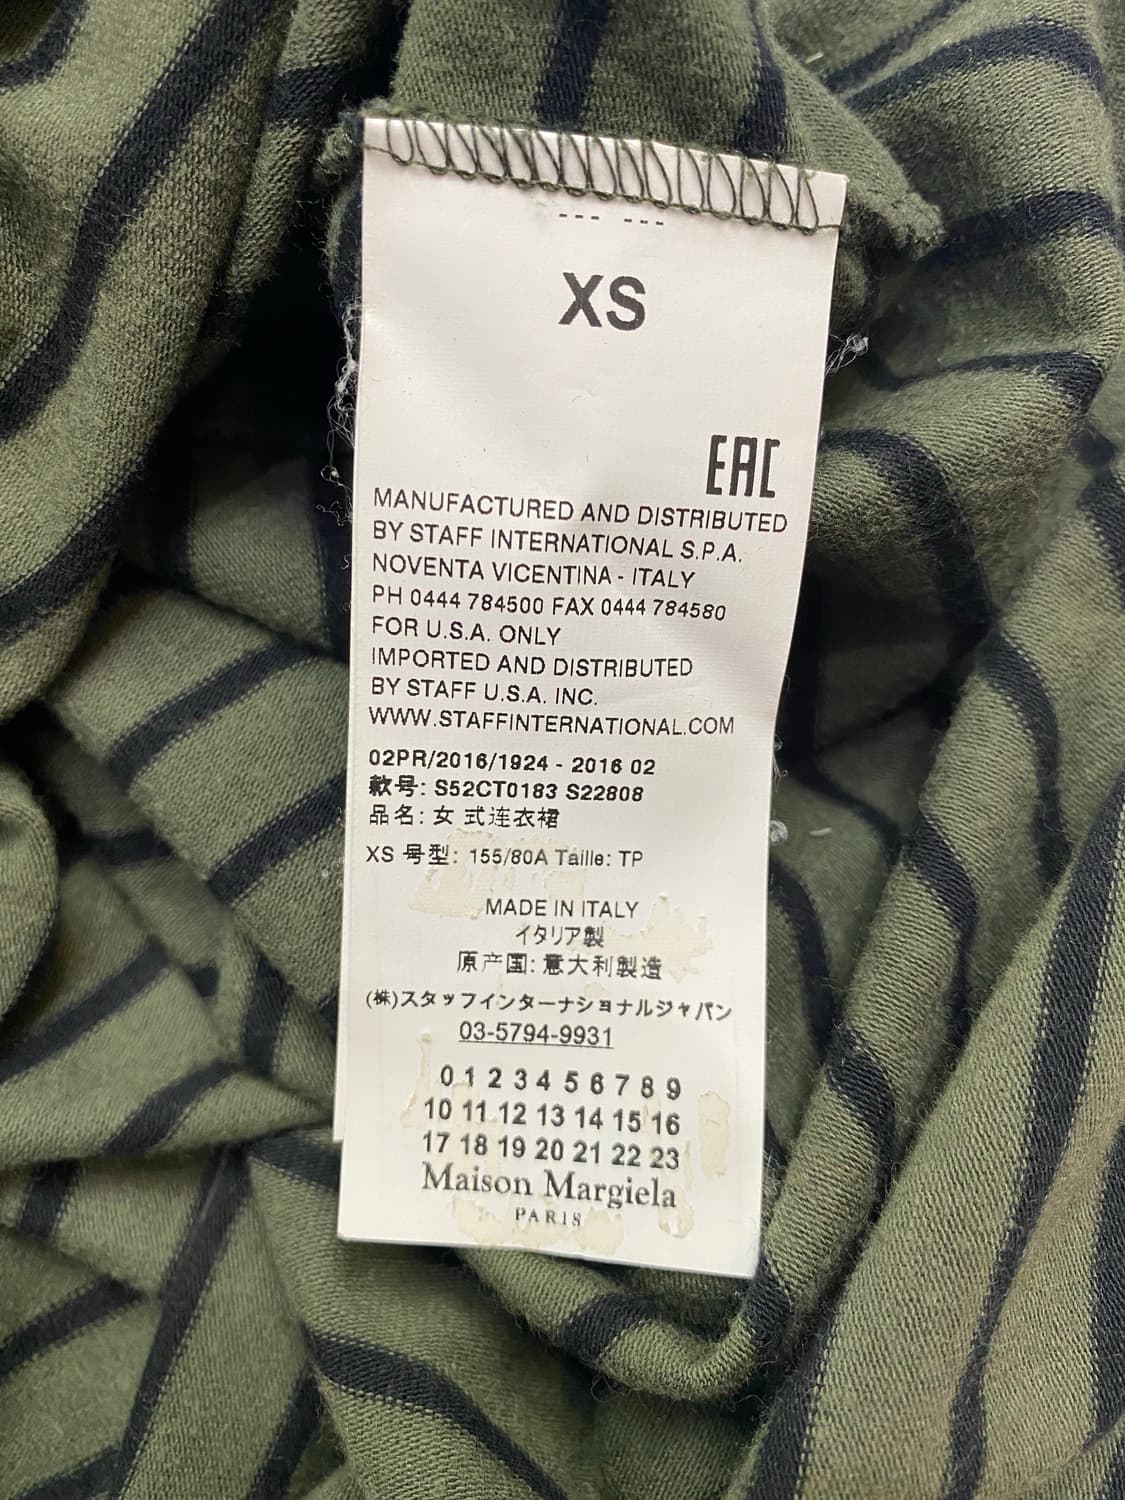 --- ---
XS
EAC
MANUFACTURED AND DISTRIBUTED
BY STAFF INTERNATIONAL S.P.A.
NOVENTA VICENTINA - ITALY
PH 0444 784500 FAX 0444 784580
FOR U.S.A. ONLY
IMPORTED AND DISTRIBUTED
BY STAFF U.S.A. INC.
WWW.STAFFINTERNATIONAL.COM
02PR/2016/1924 - 2016 02
款号: S52CT0183 S22808
品名: 女 式连衣裙
XS 号型: 155/80A Taille: TP
MADE IN ITALY
イタリア製
原产国: 意大利製造
(株)スタッフインターナショナルジャパン
03-5794-9931
0 1 2 3 4 5 6 7 8 9
10 11 12 13 14 15 16
17 18 19 20 21 22 23
Maison Margiela
PARIS